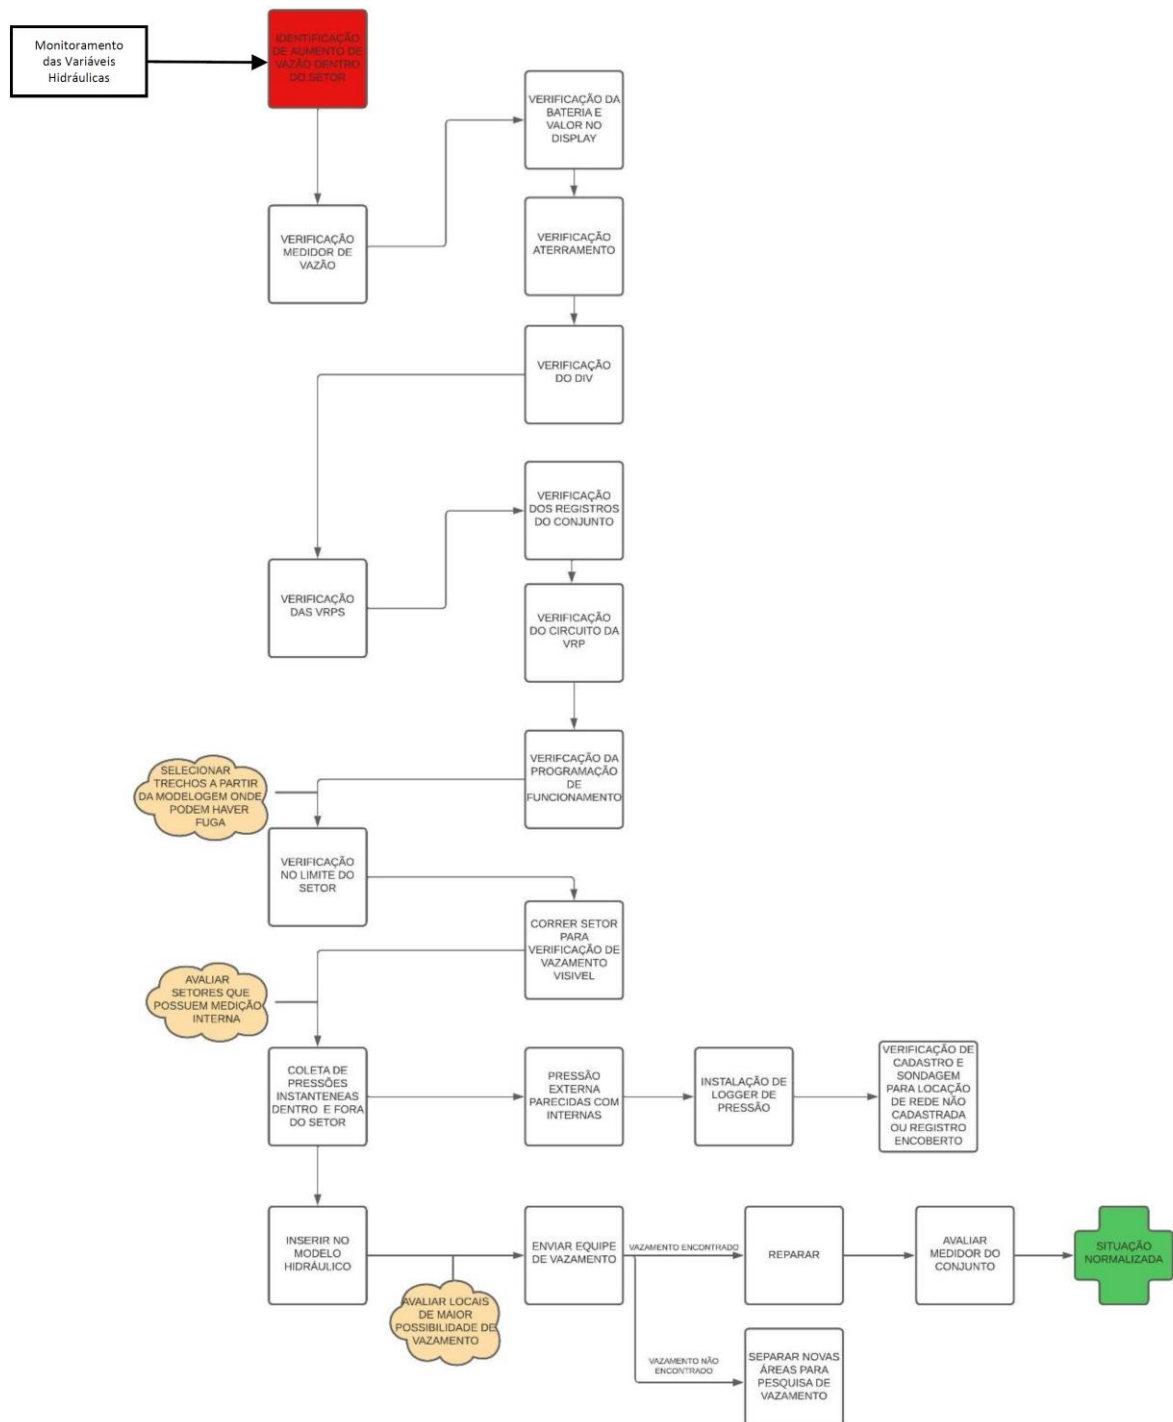 Monitoramento
das Variáveis
Hidráulicas
IDENTIFICAÇÃO
DE AUMENTO DE
VAZÃO DENTRO
DO SETOR
VERIFICAÇÃO DA
BATERIA E
VALOR NO
DISPLAY
VERIFICAÇÃO
MEDIDOR DE
VAZÃO
VERIFICAÇÃO
ATERRAMENTO
VERIFICAÇÃO
DO DIV
VERIFICAÇÃO
DOS REGISTROS
DO CONJUNTO
VERIFICAÇÃO
DAS VRPS
VERIFICAÇÃO
DO CIRCUITO DA
VRP
VERIFCAÇÃO DA
PROGRAMAÇÃO
DE
FUNCIONAMENTO
SELECIONAR
TRECHOS A PARTIR
DA MODELOGEM ONDE
PODEM HAVER
FUGA
VERIFICAÇÃO
NO LIMITE DO
SETOR
CORRER SETOR
PARA
VERIFICAÇÃO DE
VAZAMENTO
VISIVEL
AVALIAR
SETORES QUE
POSSUEM MEDIÇÃO
INTERNA
COLETA DE
PRESSÕES
INSTANTENEAS
DENTRO E FORA
DO SETOR
PRESSÃO
EXTERNA
PARECIDAS COM
INTERNAS
INSTALAÇÃO DE
LOGGER DE
PRESSÃO
VERIFICAÇÃO DE
CADASTRO E
SONDAGEM
PARA LOCAÇÃO
DE REDE NÃO
CADASTRADA
OU REGISTRO
ENCOBERTO
INSERIR NO
MODELO
HIDRÁULICO
AVALIAR LOCAIS
DE MAIOR
POSSIBILIDADE DE
VAZAMENTO
ENVIAR EQUIPE
DE VAZAMENTO
VAZAMENTO ENCONTRADO
REPARAR
AVALIAR
MEDIDOR DO
CONJUNTO
SITUAÇÃO
NORMALIZADA
VAZAMENTO NÃO
ENCONTRADO
SEPARAR NOVAS
ÁREAS PARA
PESQUISA DE
VAZAMENTO